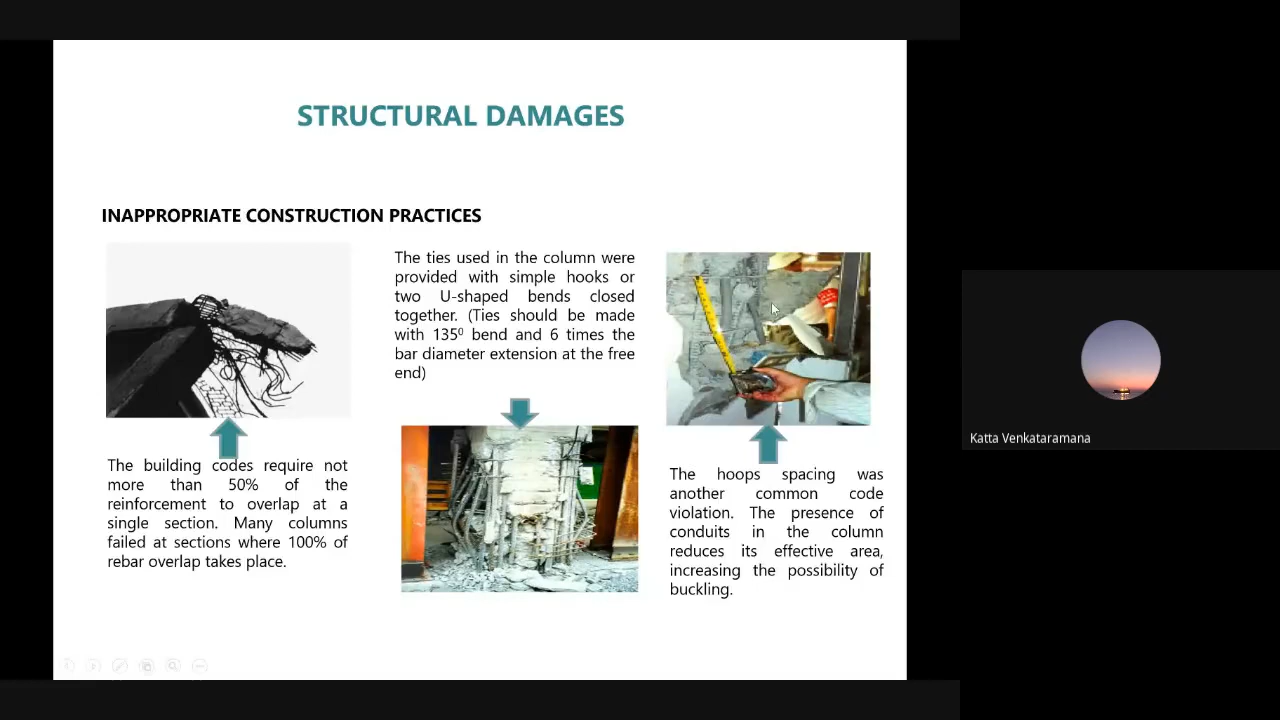 STRUCTURAL DAMAGES
INAPPROPRIATE CONSTRUCTION PRACTICES
The building codes require not
more than 50% of the
reinforcement to overlap at a
single section. Many columns
failed at sections where 100% of
rebar overlap takes place.
The ties used in the column were
provided with simple hooks or
two U-shaped bends closed
together. (Ties should be made
with 135⁰ bend and 6 times the
bar diameter extension at the free
end)
The hoops spacing was
another common code
violation. The presence of
conduits in the column
reduces its effective area,
increasing the possibility of
buckling.
Katta Venkataramana